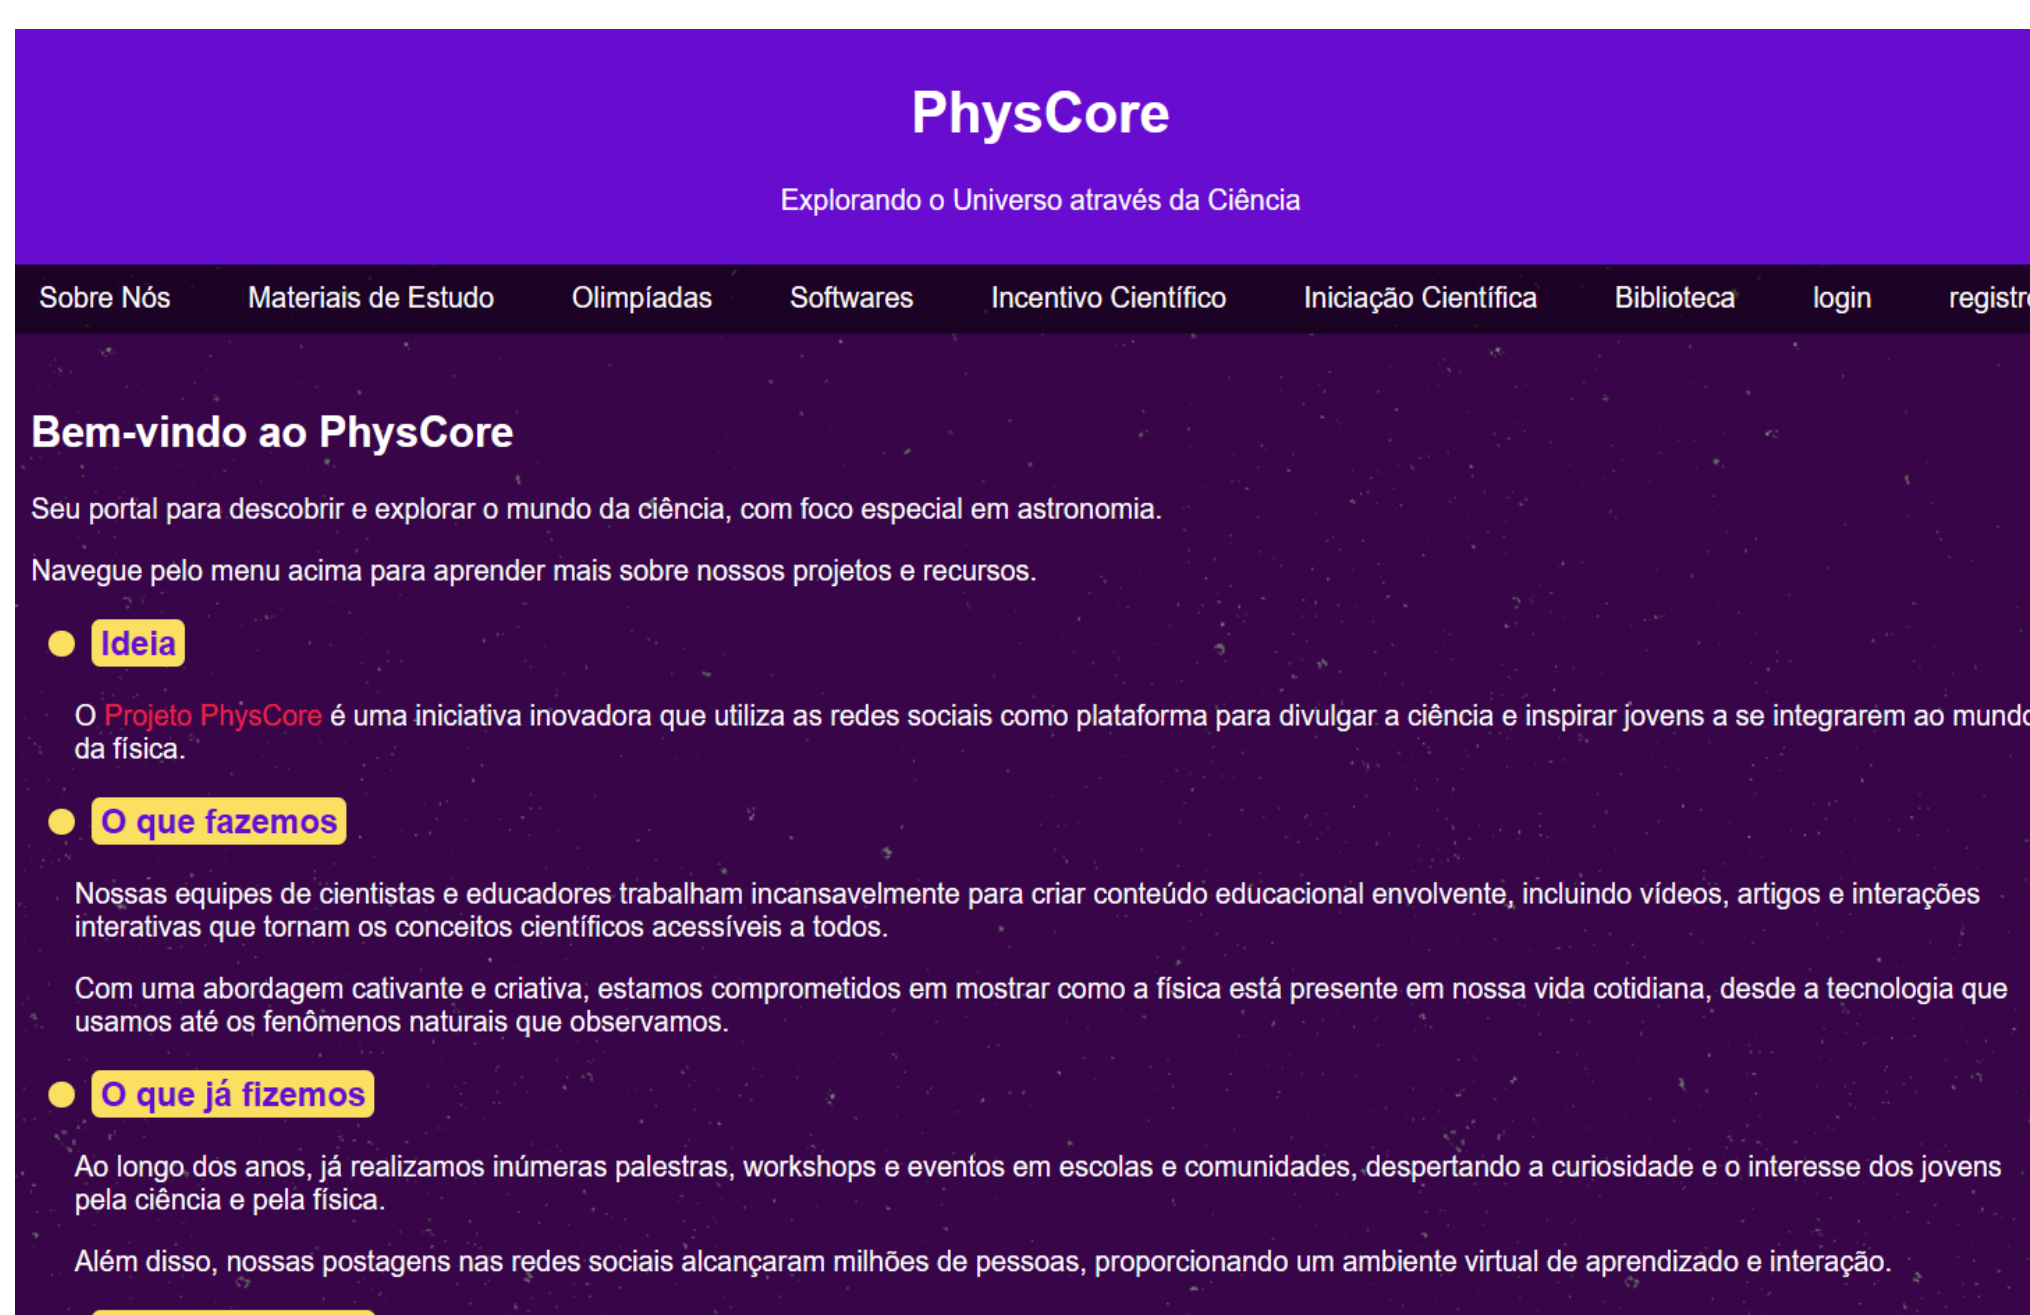 PhysCore
Explorando o Universo através da Ciência
Sobre Nós Materiais de Estudo Olimpíadas Softwares Incentivo Científico Iniciação Científica Biblioteca login registro
Bem-vindo ao PhysCore
Seu portal para descobrir e explorar o mundo da ciência, com foco especial em astronomia.
Navegue pelo menu acima para aprender mais sobre nossos projetos e recursos.
Ideia
O Projeto PhysCore é uma iniciativa inovadora que utiliza as redes sociais como plataforma para divulgar a ciência e inspirar jovens a se integrarem ao mundo
da física.
O que fazemos
Nossas equipes de cientistas e educadores trabalham incansavelmente para criar conteúdo educacional envolvente, incluindo vídeos, artigos e interações
interativas que tornam os conceitos científicos acessíveis a todos.
Com uma abordagem cativante e criativa, estamos comprometidos em mostrar como a física está presente em nossa vida cotidiana, desde a tecnologia que
usamos até os fenômenos naturais que observamos.
O que já fizemos
Ao longo dos anos, já realizamos inúmeras palestras, workshops e eventos em escolas e comunidades, despertando a curiosidade e o interesse dos jovens
pela ciência e pela física.
Além disso, nossas postagens nas redes sociais alcançaram milhões de pessoas, proporcionando um ambiente virtual de aprendizado e interação.